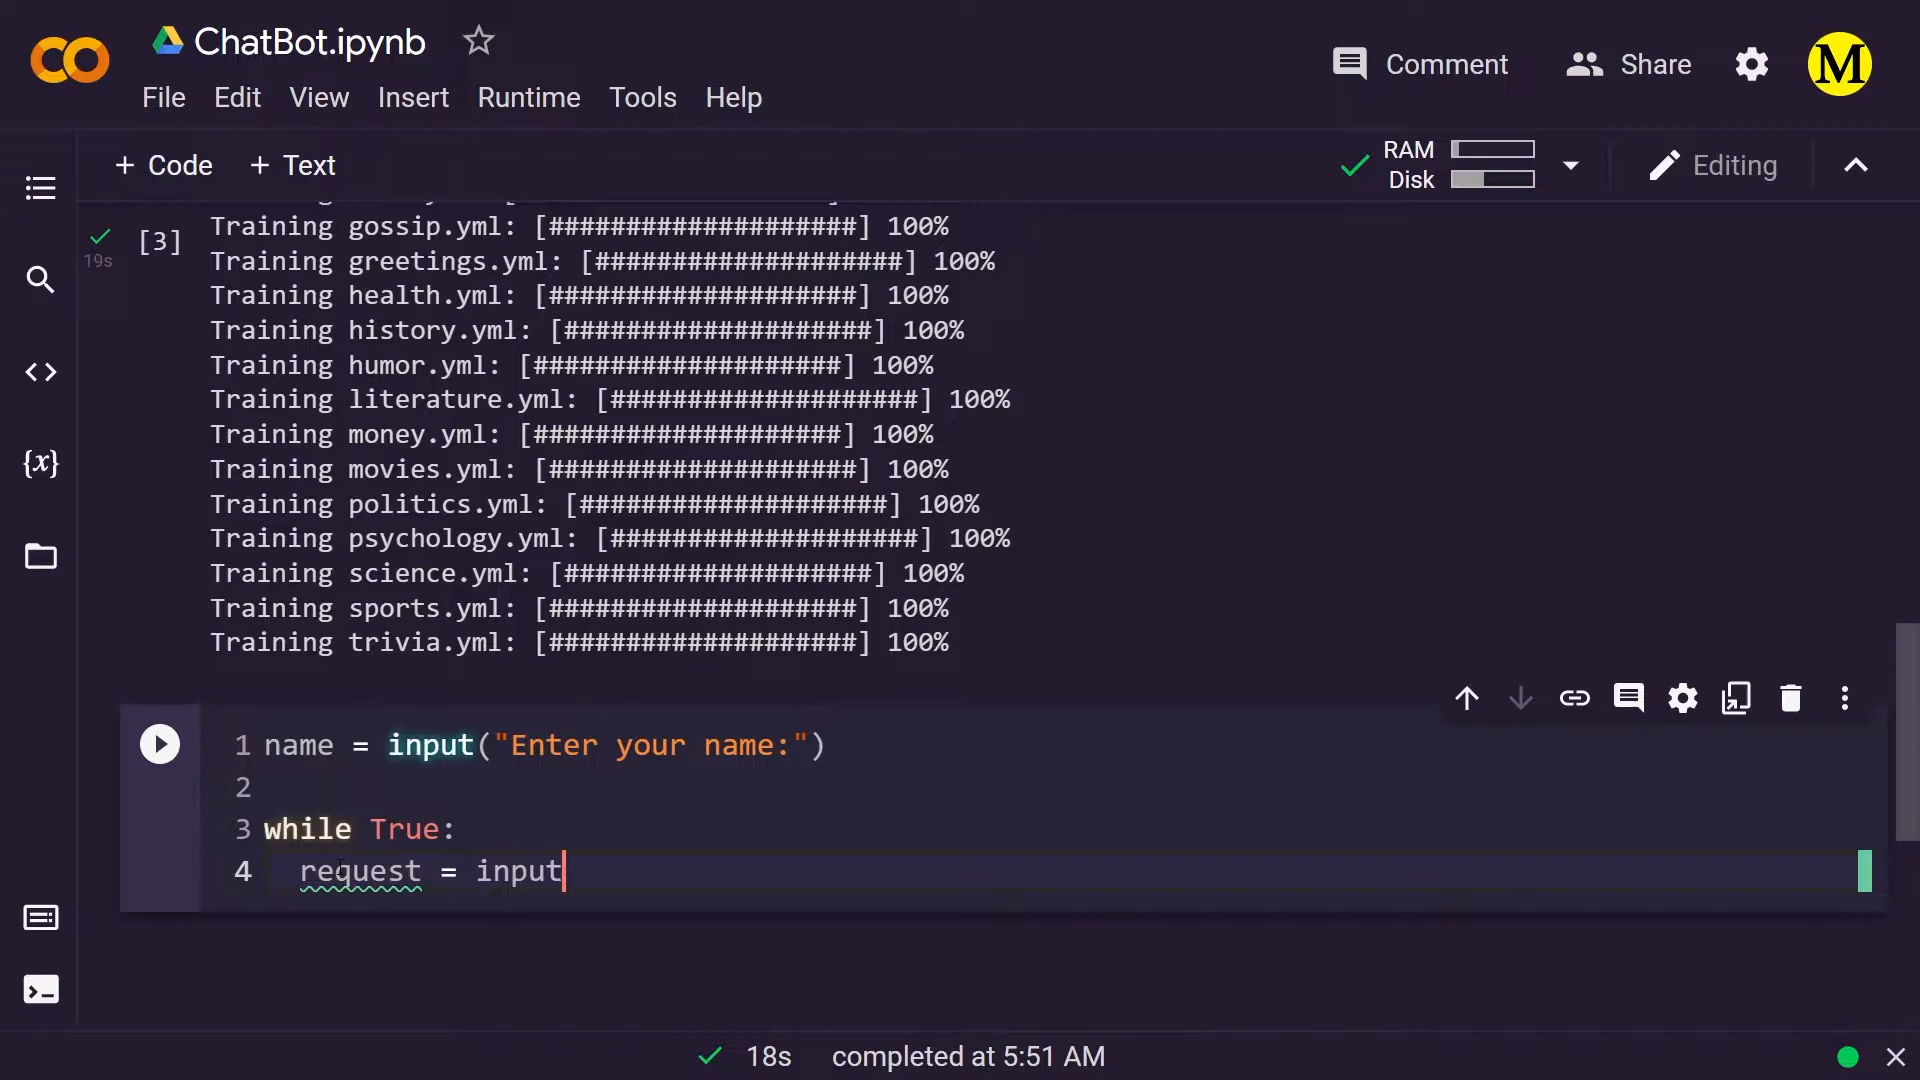 ChatBot.ipynb
Comment
Share
M
File Edit View Insert Runtime Tools Help
+ Code + Text
RAM
Disk
Editing
[3]
19s
Training gossip.yml: [####################] 100%
Training greetings.yml: [####################] 100%
Training health.yml: [####################] 100%
Training history.yml: [####################] 100%
Training humor.yml: [####################] 100%
Training literature.yml: [####################] 100%
Training money.yml: [####################] 100%
Training movies.yml: [####################] 100%
Training politics.yml: [####################] 100%
Training psychology.yml: [####################] 100%
Training science.yml: [####################] 100%
Training sports.yml: [####################] 100%
Training trivia.yml: [####################] 100%
1 name = input("Enter your name:")
2
3 while True:
4 request = input
18s completed at 5:51 AM